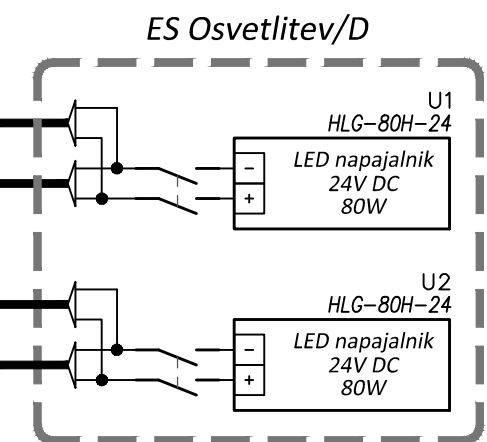 ES Osvetlitev/D
U1
HLG-80H-24
LED napajalnik
24V DC
80W
-
+
U2
HLG-80H-24
LED napajalnik
24V DC
80W
-
+